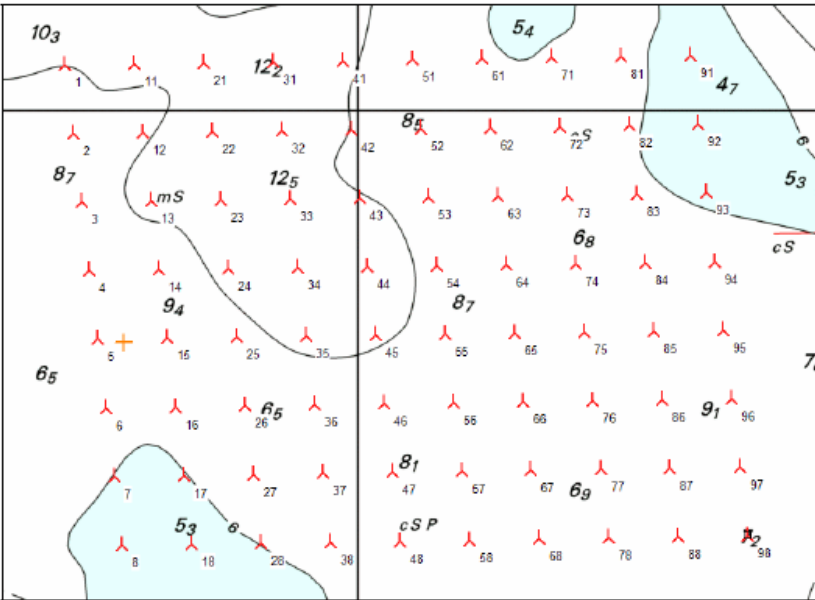 10₃ 5₄
12₂ 4₇
1 11 21 31 41 51 61 71 81 91
8₅ cS 6
2 12 22 32 42 52 62 72 82 92
8₇ 12₅ 5₃
mS
3 13 23 33 43 53 63 73 83 93
6₈ cS
4 14 24 34 44 54 64 74 84 94
9₄ 8₇
5 15 25 35 45 55 65 75 85 95
6₅
6₅ 9₁
6 16 26 36 46 56 66 76 86 96
8₁
7 17 27 37 47 57 67 77 87 97
6₉
5₃ 6 cS P
8 18 28 38 48 58 68 78 88 98